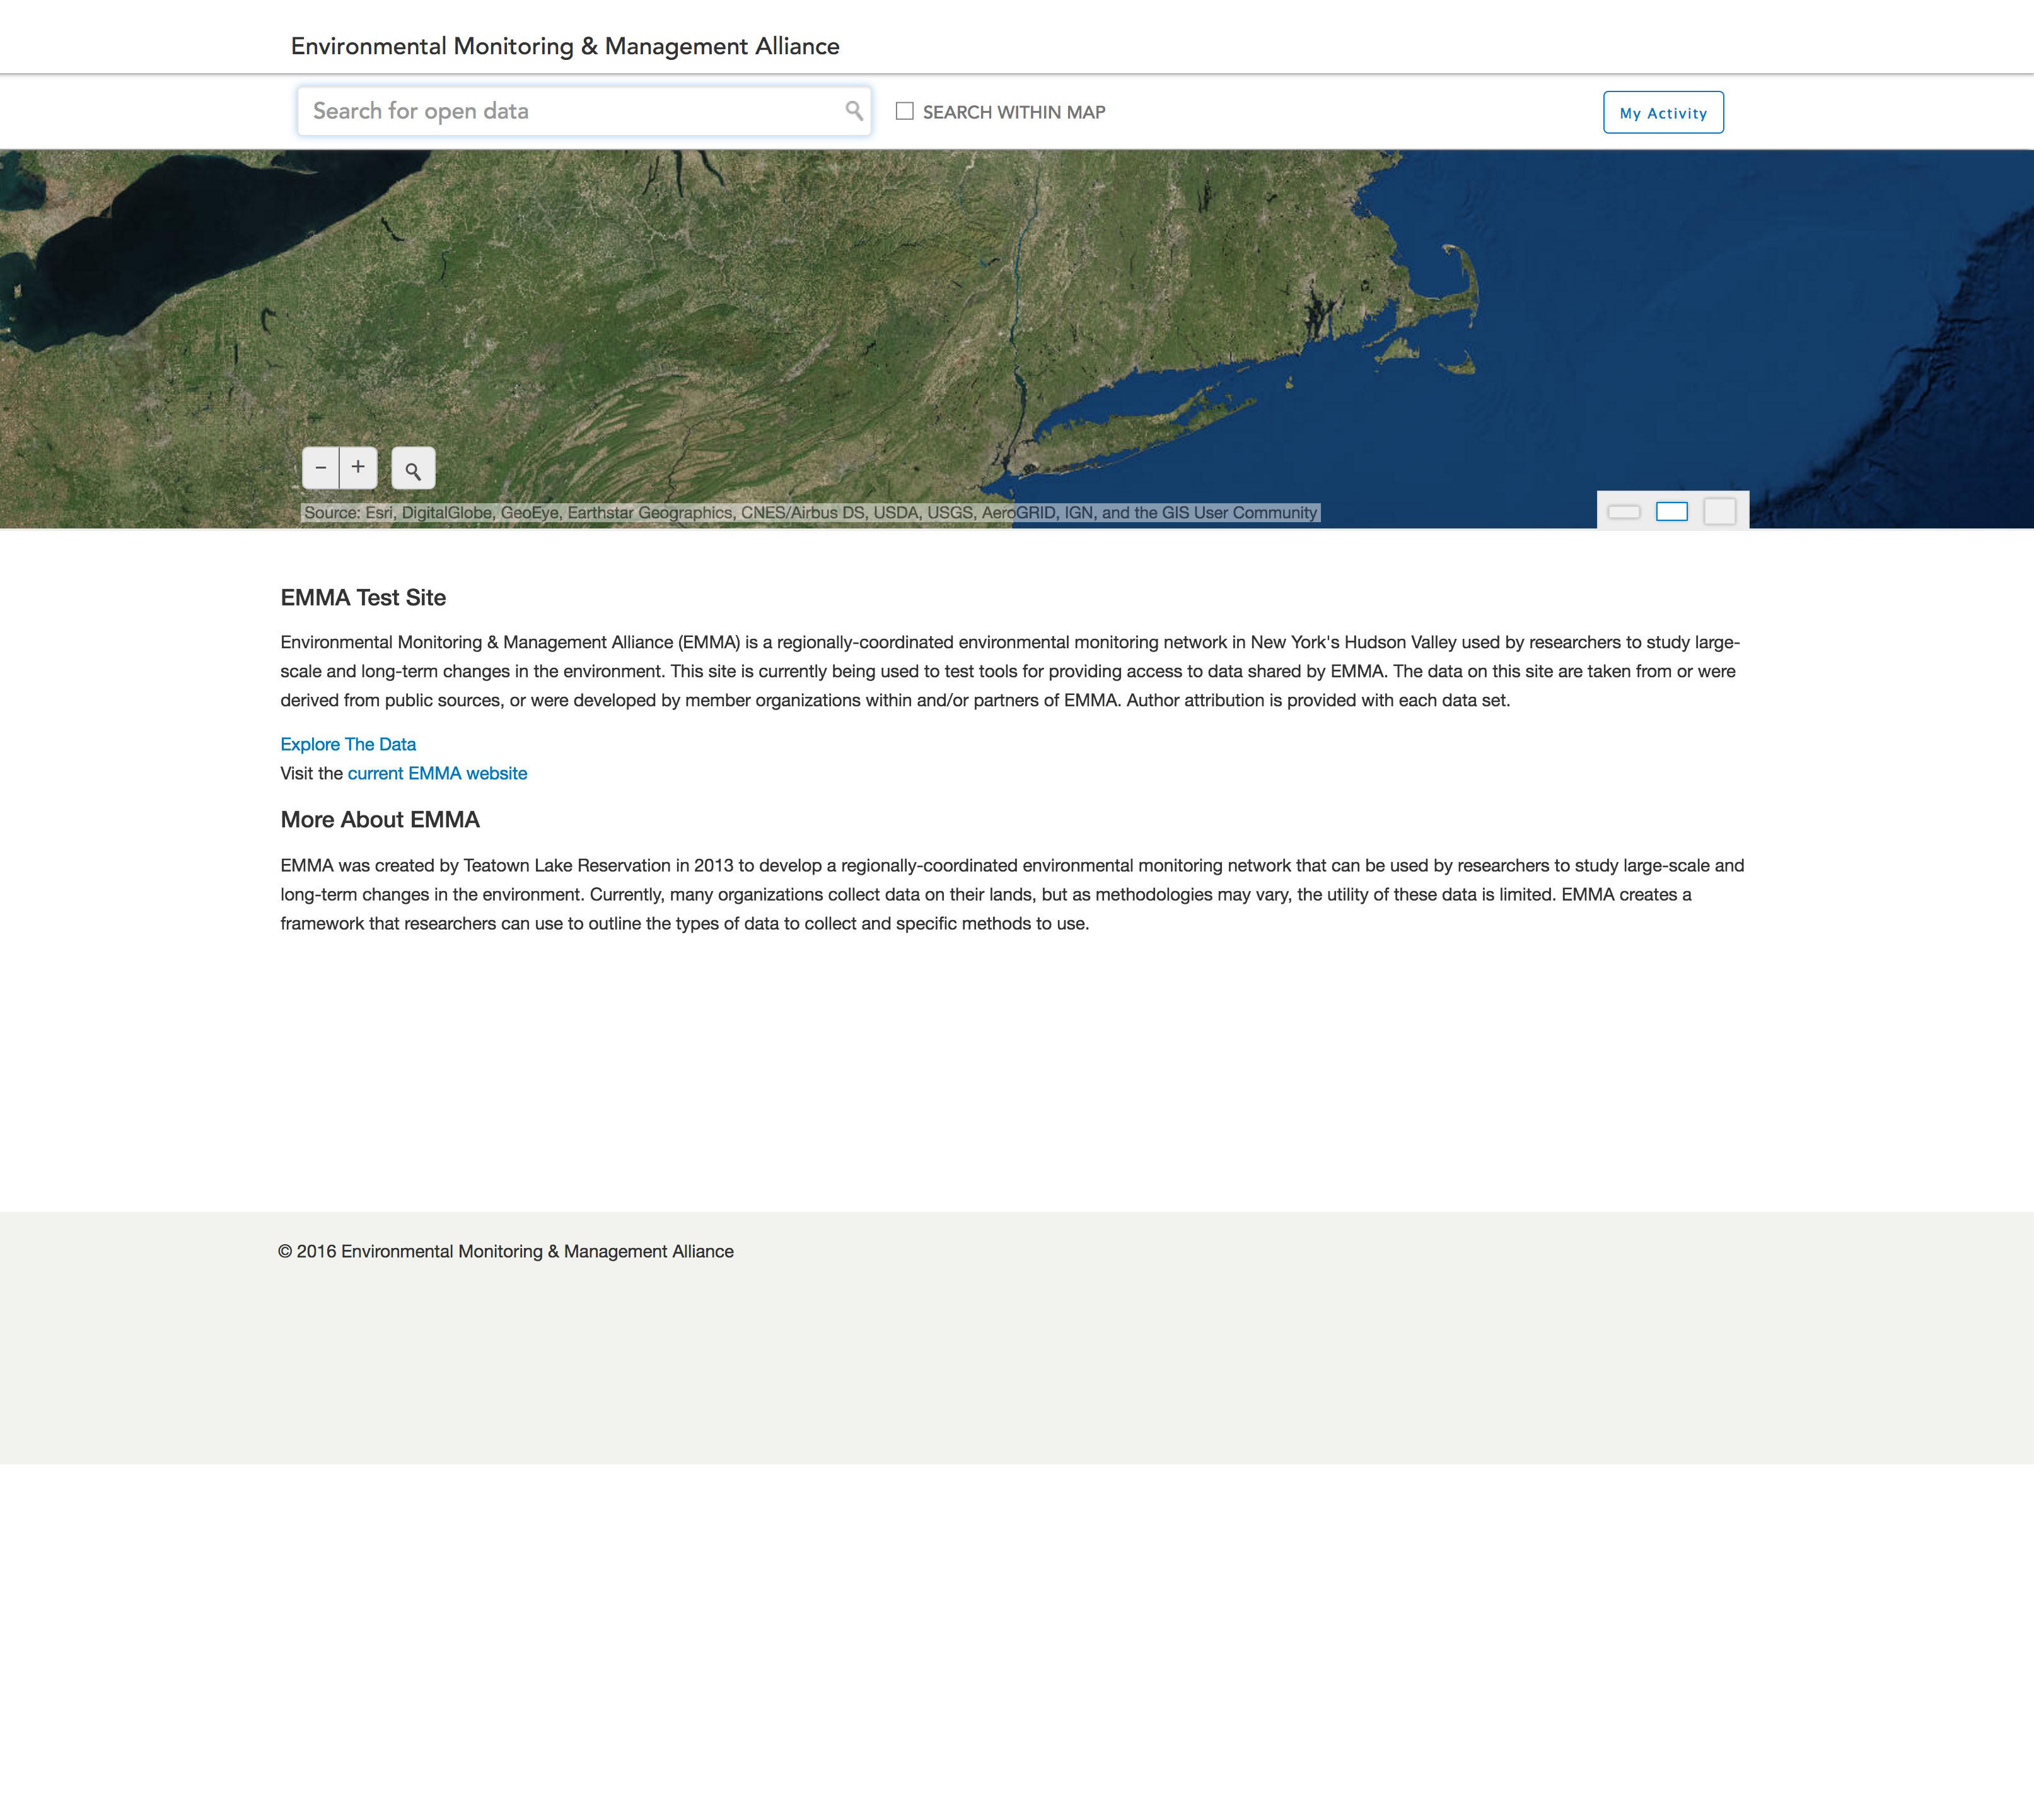 Environmental Monitoring & Management Alliance
Search for open data
SEARCH WITHIN MAP
My Activity
− +
Source: Esri, DigitalGlobe, GeoEye, Earthstar Geographics, CNES/Airbus DS, USDA, USGS, AeroGRID, IGN, and the GIS User Community
EMMA Test Site
Environmental Monitoring & Management Alliance (EMMA) is a regionally-coordinated environmental monitoring network in New York's Hudson Valley used by researchers to study large-
scale and long-term changes in the environment. This site is currently being used to test tools for providing access to data shared by EMMA. The data on this site are taken from or were
derived from public sources, or were developed by member organizations within and/or partners of EMMA. Author attribution is provided with each data set.
Explore The Data
Visit the current EMMA website
More About EMMA
EMMA was created by Teatown Lake Reservation in 2013 to develop a regionally-coordinated environmental monitoring network that can be used by researchers to study large-scale and
long-term changes in the environment. Currently, many organizations collect data on their lands, but as methodologies may vary, the utility of these data is limited. EMMA creates a
framework that researchers can use to outline the types of data to collect and specific methods to use.
© 2016 Environmental Monitoring & Management Alliance